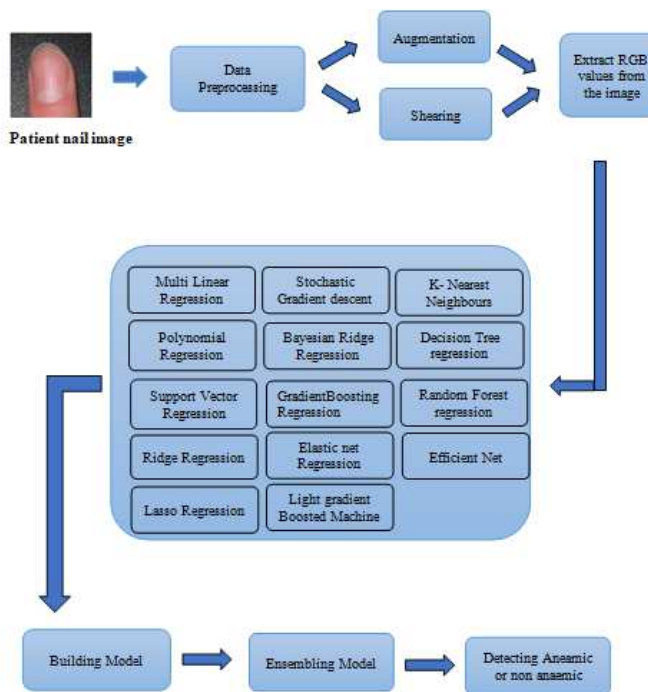 Patient nail image
Data
Preprocessing
Augmentation
Shearing
Extract RGB
values from
the image
Multi Linear
Regression
Stochastic
Gradient descent
K- Nearest
Neighbours
Polynomial
Regression
Bayesian Ridge
Regression
Decision Tree
regression
Support Vector
Regression
GradientBoosting
Regression
Random Forest
regression
Ridge Regression
Elastic net
Regression
Efficient Net
Lasso Regression
Light gradient
Boosted Machine
Building Model
Ensembling Model
Detecting Aneamic
or non anaemic